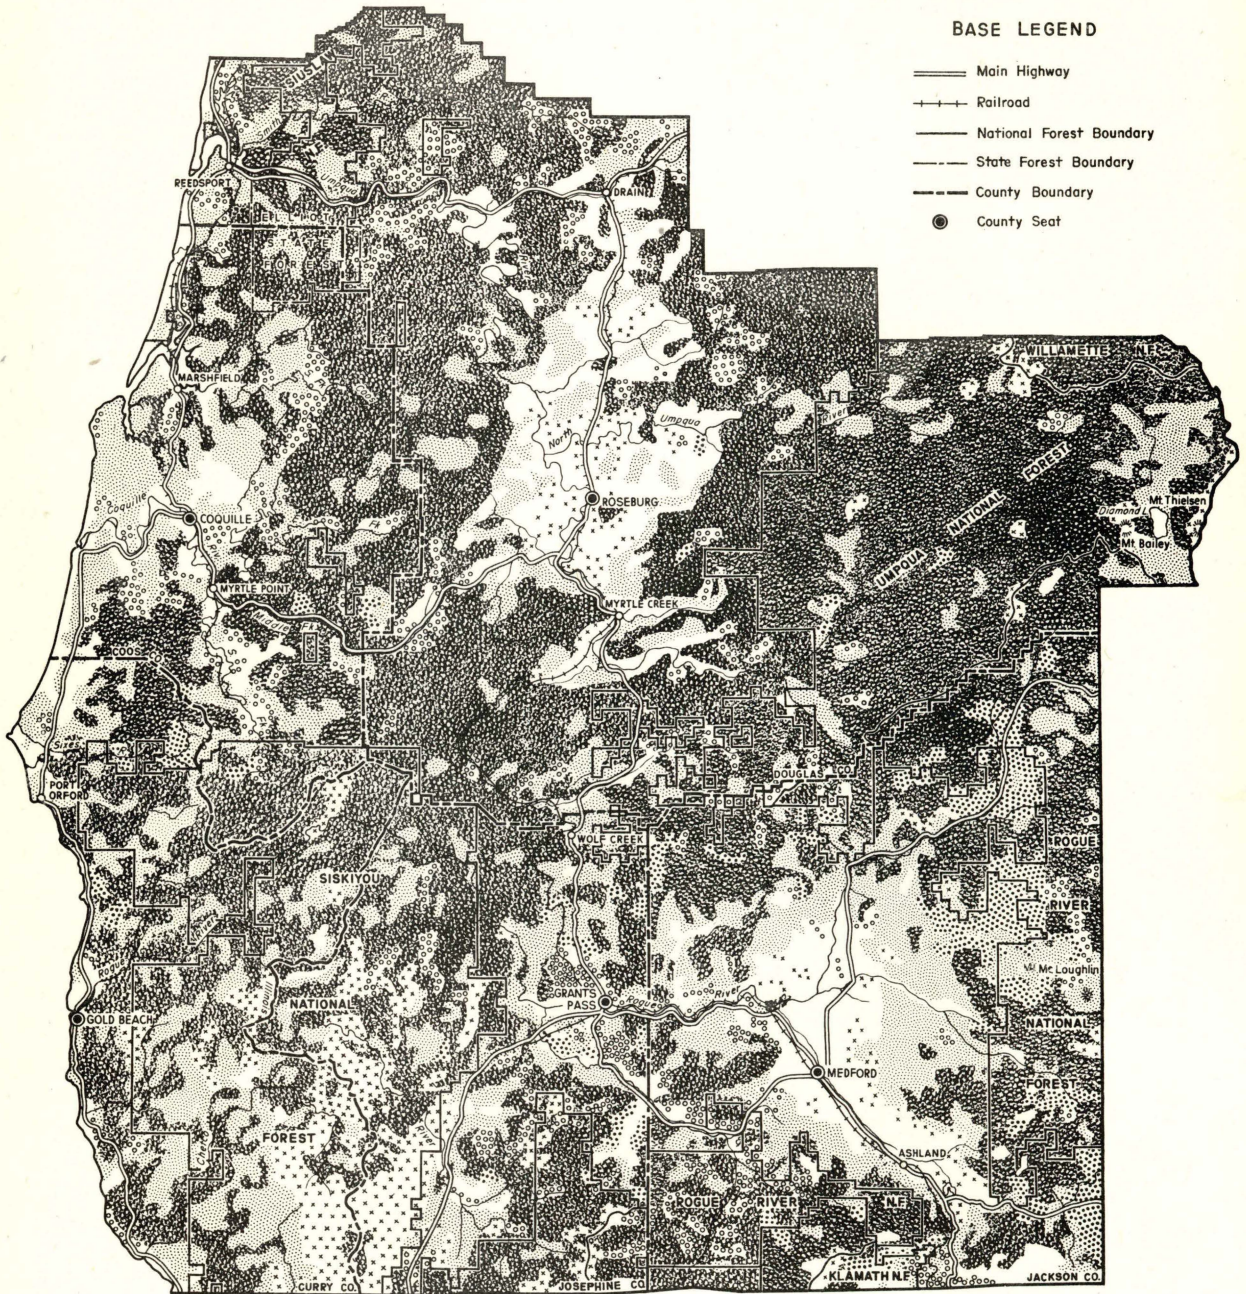 BASE LEGEND
Main Highway
Railroad
National Forest Boundary
State Forest Boundary
County Boundary
County Seat
REEDSPORT
Umpqua
DRAIN
WILLAMETTE N.F.
MARSHFIELD
North
Umpqua
UMPQUA NATIONAL FOREST
Mt. Thielsen
Diamond L.
Mt. Bailey
Coquille
ROSEBURG
COQUILLE
MYRTLE POINT
MYRTLE CREEK
COOS
DOUGLAS CO.
PORT
ORFORD
WOLF CREEK
ROGUE
SISKIYOU
RIVER
Mc Loughlin
NATIONAL
GRANTS
PASS
Rogue
River
GOLD BEACH
NATIONAL
MEDFORD
FOREST
FOREST
ASHLAND
ROGUE RIVER N.F.
CURRY CO.
JOSEPHINE CO.
KLAMATH N.F.
JACKSON CO.